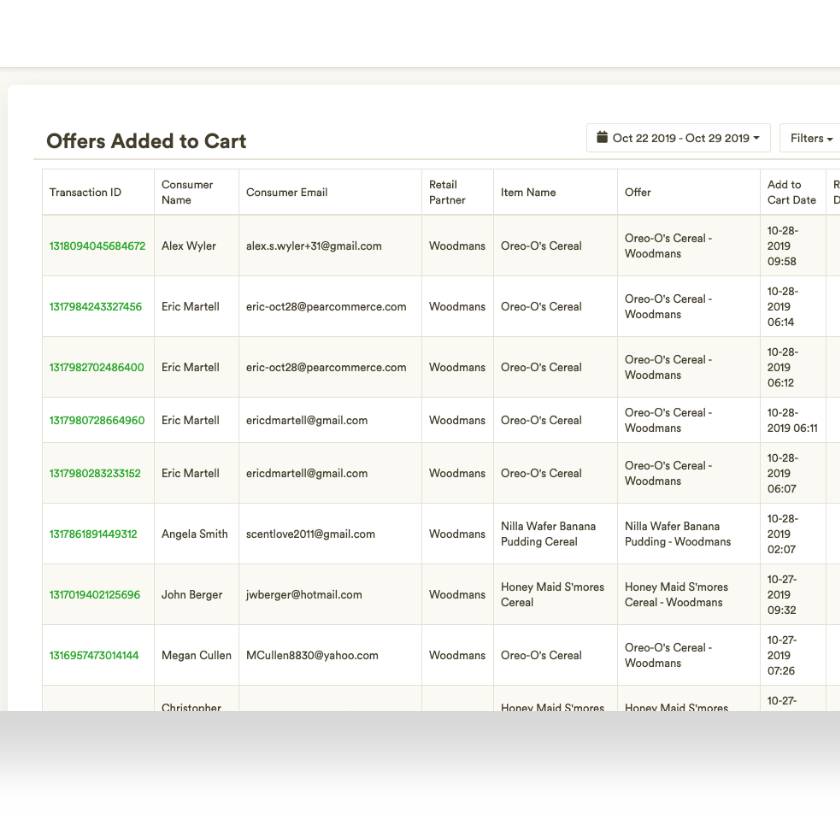 Offers Added to Cart
Oct 22 2019 - Oct 29 2019
Filters
Transaction ID
Consumer
Name
Consumer Email
Retail
Partner
Item Name
Offer
Add to
Cart Date
1318094045684672
Alex Wyler
alex.s.wyler+31@gmail.com
Woodmans
Oreo-O's Cereal
Oreo-O's Cereal -
Woodmans
10-28-
2019
09:58
1317984243327456
Eric Martell
eric-oct28@pearcommerce.com
Woodmans
Oreo-O's Cereal
Oreo-O's Cereal -
Woodmans
10-28-
2019
06:14
1317982702486400
Eric Martell
eric-oct28@pearcommerce.com
Woodmans
Oreo-O's Cereal
Oreo-O's Cereal -
Woodmans
10-28-
2019
06:12
1317980728664960
Eric Martell
ericdmartell@gmail.com
Woodmans
Oreo-O's Cereal
Oreo-O's Cereal -
Woodmans
10-28-
2019 06:11
1317980283233152
Eric Martell
ericdmartell@gmail.com
Woodmans
Oreo-O's Cereal
Oreo-O's Cereal -
Woodmans
10-28-
2019
06:07
1317861891449312
Angela Smith
scentlove2011@gmail.com
Woodmans
Nilla Wafer Banana
Pudding Cereal
Nilla Wafer Banana
Pudding - Woodmans
10-28-
2019
02:07
1317019402125696
John Berger
jwberger@hotmail.com
Woodmans
Honey Maid S'mores
Cereal
Honey Maid S'mores
Cereal - Woodmans
10-27-
2019
09:32
1316957473014144
Megan Cullen
MCullen8830@yahoo.com
Woodmans
Oreo-O's Cereal
Oreo-O's Cereal -
Woodmans
10-27-
2019
07:26
Christopher
Honey Maid S'mores
Honey Maid S'mores
10-27-